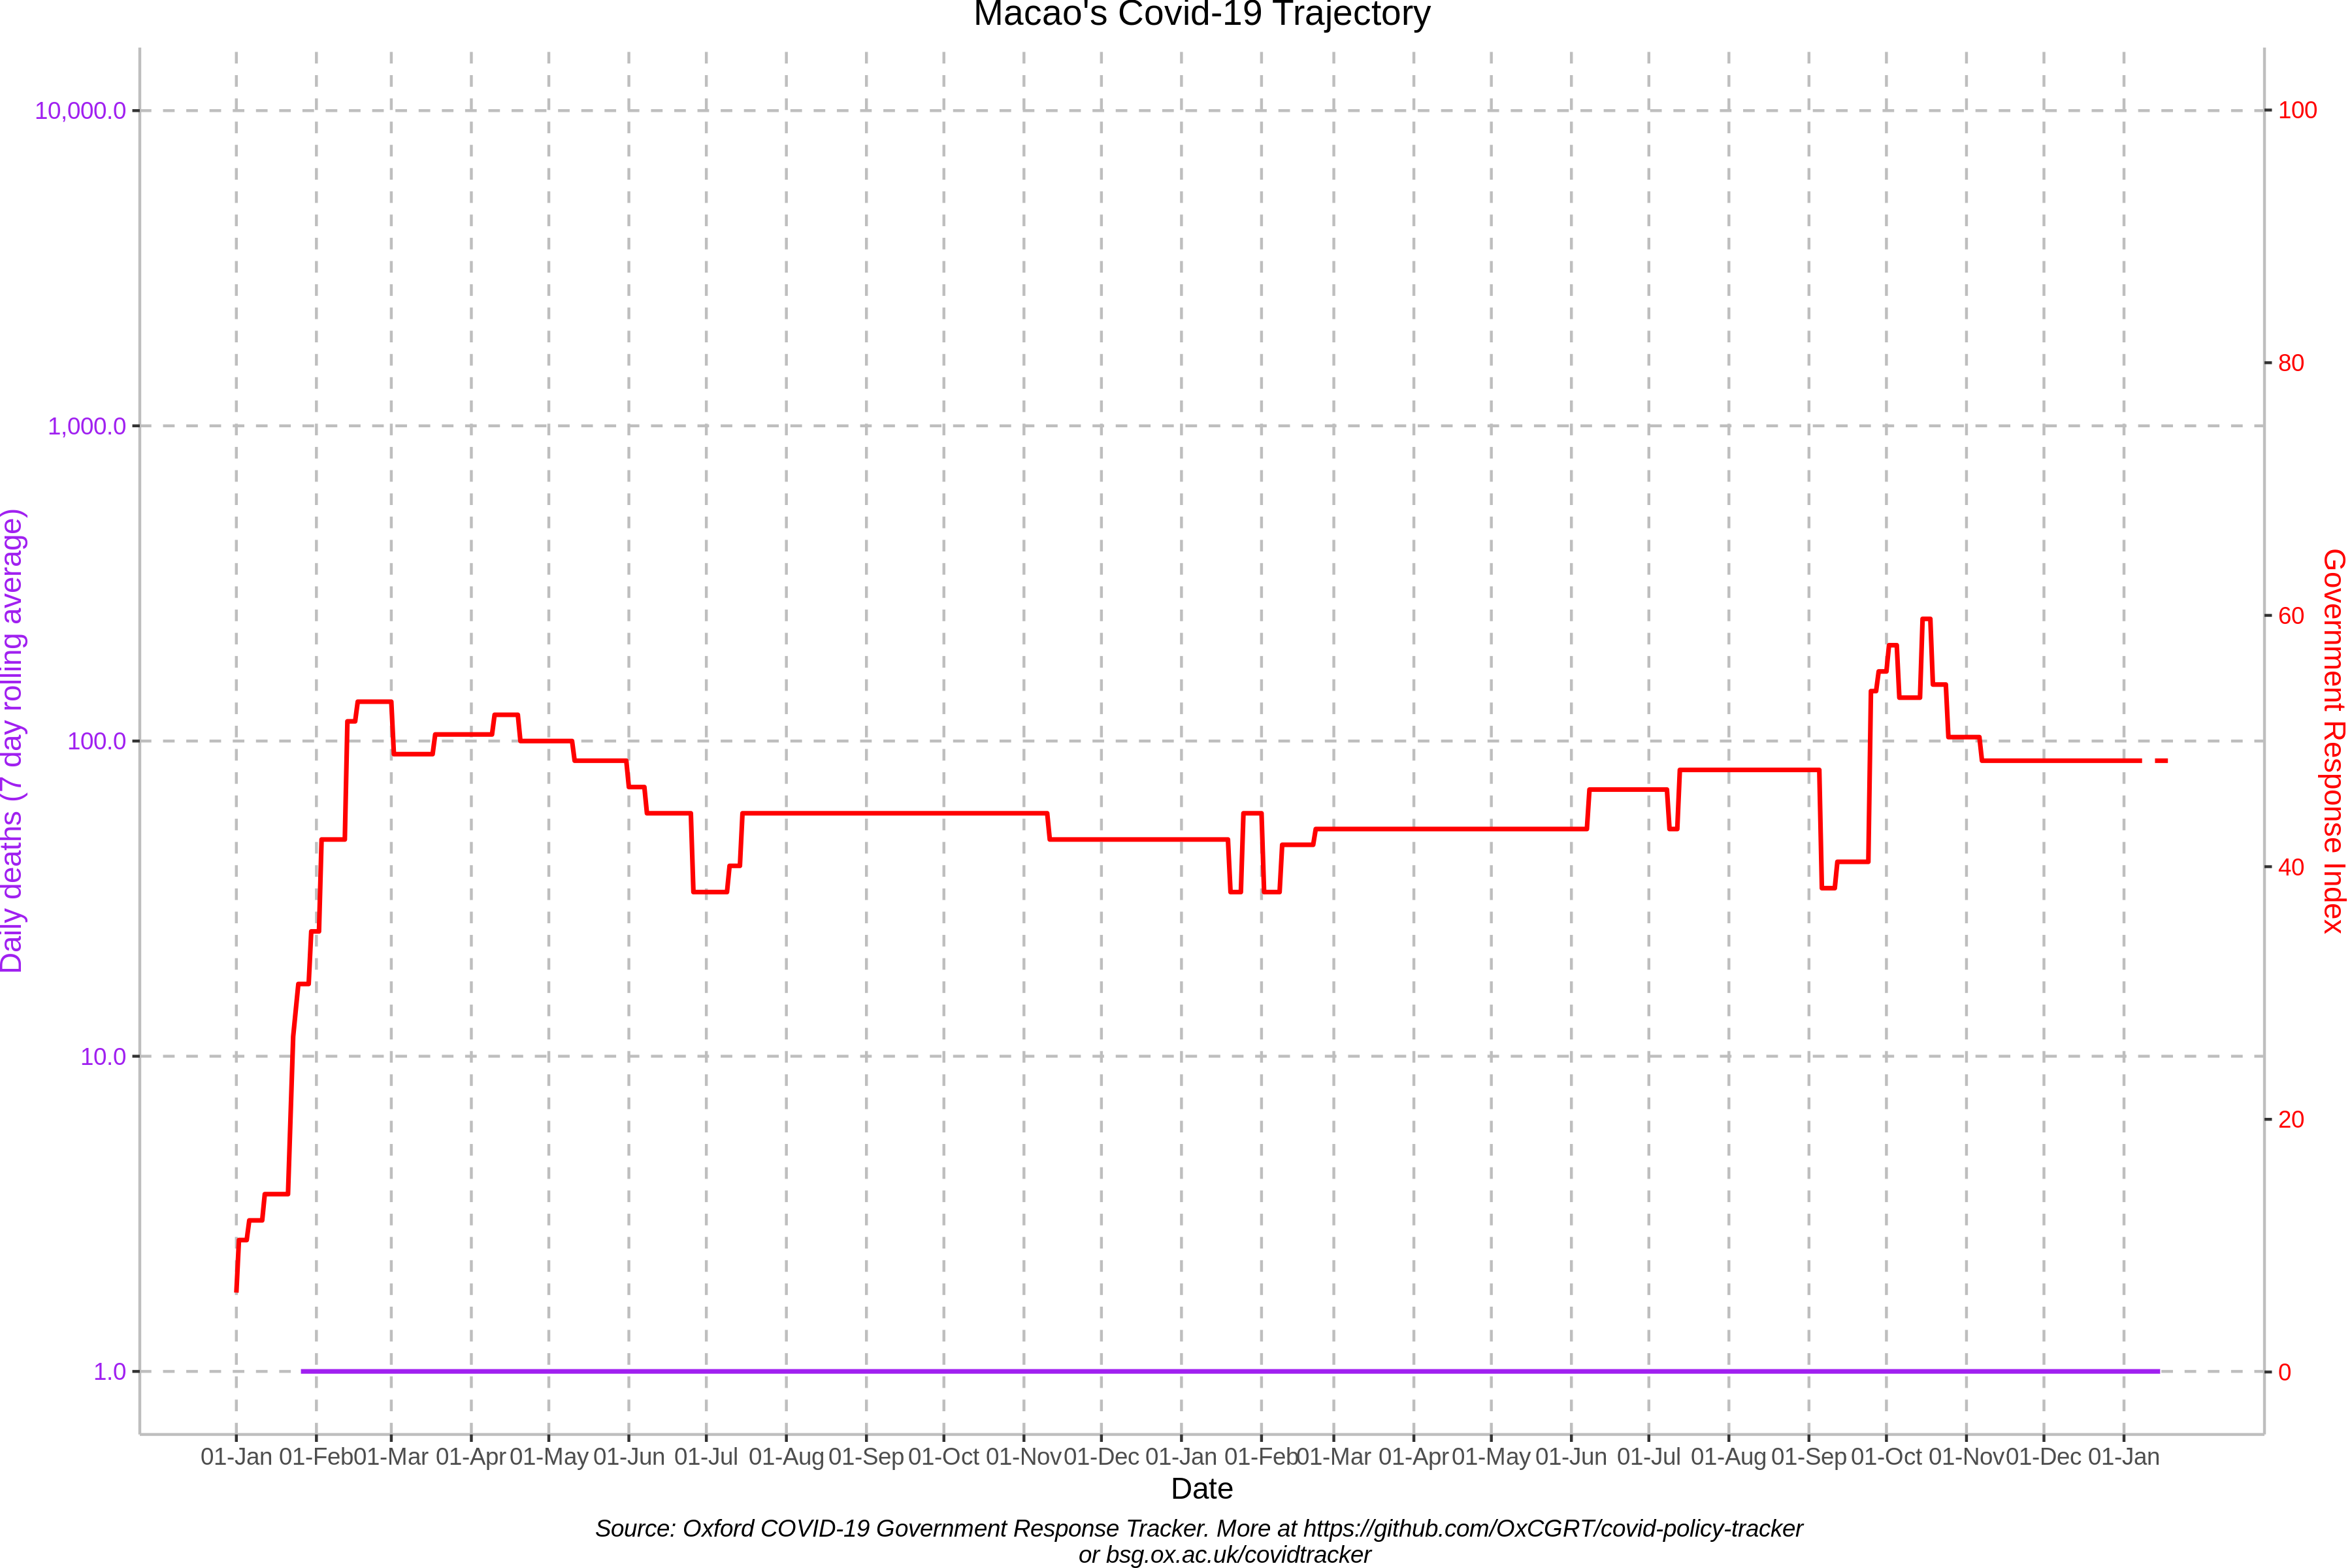 Macao's Covid-19 Trajectory
10,000.0
1,000.0
100.0
10.0
1.0
Daily deaths (7 day rolling average)
100
80
60
40
20
0
Government Response Index
01-Jan 01-Feb 01-Mar 01-Apr 01-May 01-Jun 01-Jul 01-Aug 01-Sep 01-Oct 01-Nov 01-Dec 01-Jan 01-Feb 01-Mar 01-Apr 01-May 01-Jun 01-Jul 01-Aug 01-Sep 01-Oct 01-Nov 01-Dec 01-Jan
Date
Source: Oxford COVID-19 Government Response Tracker. More at https://github.com/OxCGRT/covid-policy-tracker
or bsg.ox.ac.uk/covidtracker